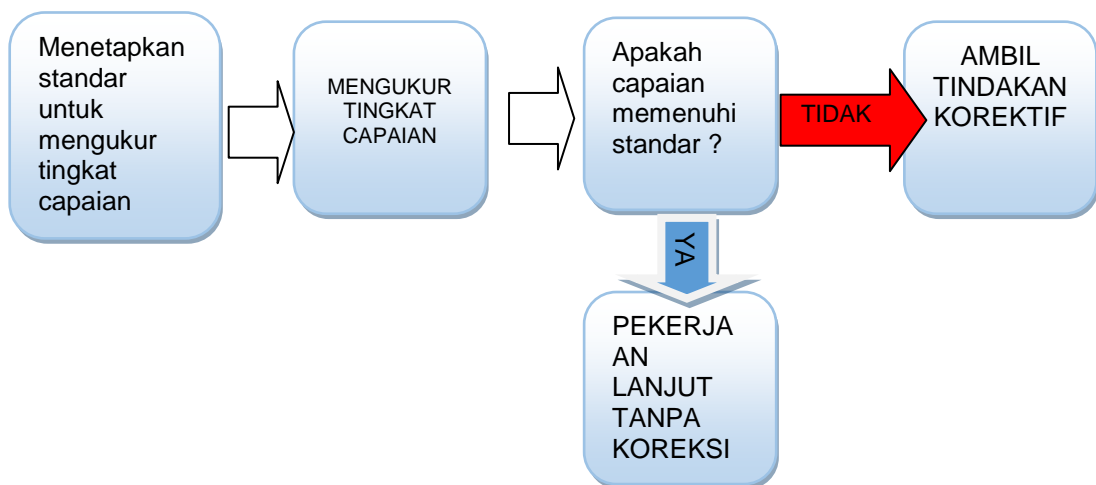 Menetapkan
standar
untuk
mengukur
tingkat
capaian
MENGUKUR
TINGKAT
CAPAIAN
Apakah
capaian
memenuhi
standar ?
TIDAK
AMBIL
TINDAKAN
KOREKTIF
YA
PEKERJA
AN
LANJUT
TANPA
KOREKSI